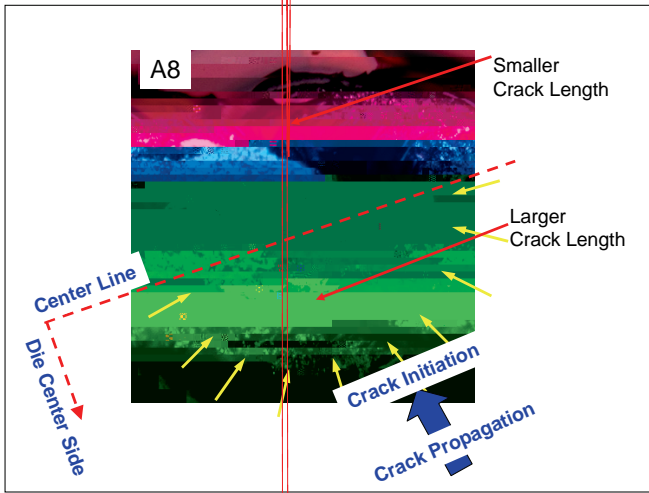 A8
Smaller
Crack Length
Larger
Crack Length
Center Line
Die Center Side
Crack Initiation
Crack Propagation